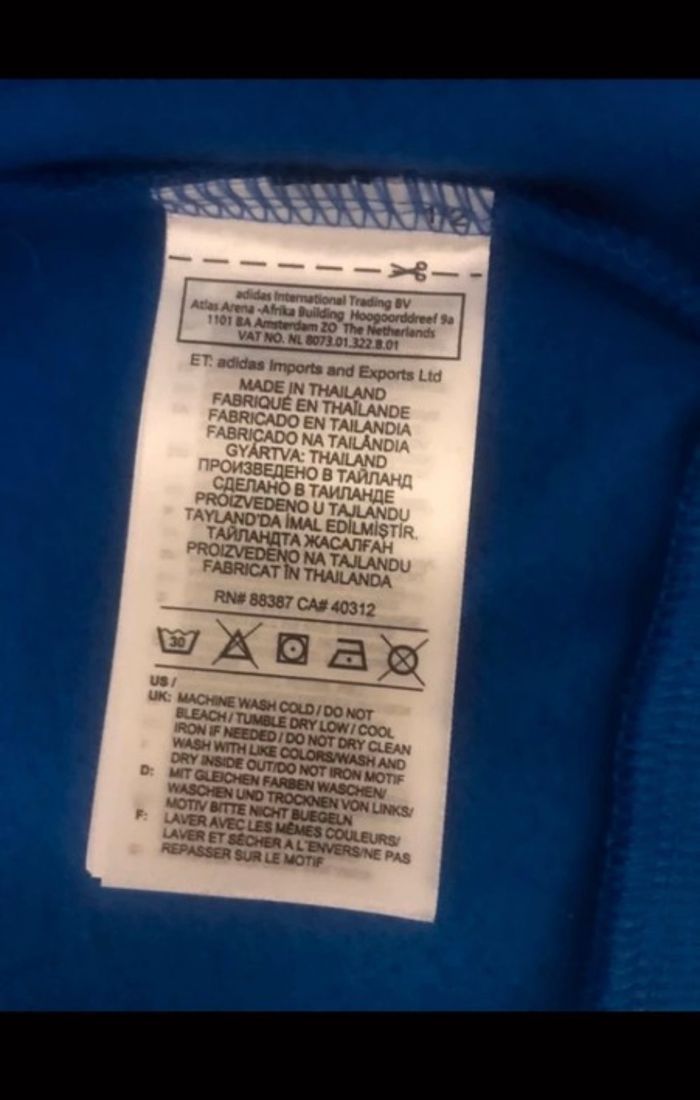 1/2
adidas International Trading BV
Atlas Arena -Afrika Building Hoogoorddreef 9a
1101 BA Amsterdam ZO The Netherlands
VAT NO. NL 8073.01.322.B.01
ET: adidas Imports and Exports Ltd
MADE IN THAILAND
FABRIQUÉ EN THAÏLANDE
FABRICADO EN TAILANDIA
FABRICADO NA TAILÂNDIA
GYÁRTVA: THAILAND
ПРОИЗВЕДЕНО В ТАЙЛАНД
СДЕЛАНО В ТАИЛАНДЕ
PROIZVEDENO U TAJLANDU
TAYLAND'DA İMAL EDİLMİŞTİR.
ТАЙЛАНДТА ЖАСАЛҒАН
PROIZVEDENO NA TAJLANDU
FABRICAT ÎN THAILANDA
RN# 88387 CA# 40312
30
US /
UK: MACHINE WASH COLD / DO NOT
BLEACH / TUMBLE DRY LOW / COOL
IRON IF NEEDED / DO NOT DRY CLEAN
WASH WITH LIKE COLORS/WASH AND
DRY INSIDE OUT/DO NOT IRON MOTIF
D: MIT GLEICHEN FARBEN WASCHEN/
WASCHEN UND TROCKNEN VON LINKS/
MOTIV BITTE NICHT BUEGELN
F: LAVER AVEC LES MÊMES COULEURS/
LAVER ET SÉCHER A L'ENVERS/NE PAS
REPASSER SUR LE MOTIF